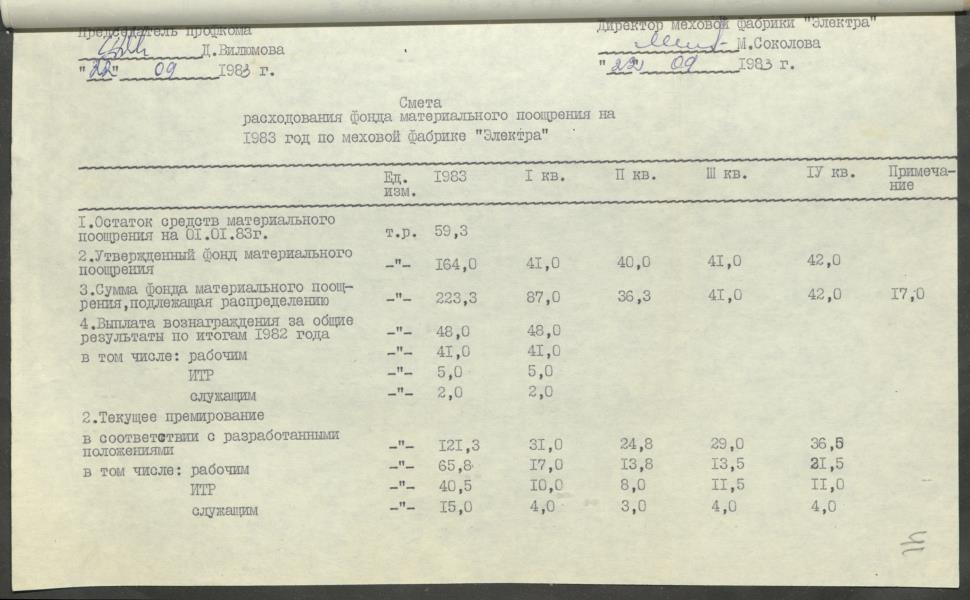 Председатель профкома
Д.Вилюмова
"22" 09 1983 г.
Директор меховой фабрики "Электра"
М.Соколова
"22" 09 1983 г.
Смета
расходования фонда материального поощрения на
1983 год по меховой фабрике "Электра"
Ед. изм. 1983 I кв. П кв. Ш кв. IУ кв. Примеча-
ние
1.Остаток средств материального
поощрения на 01.01.83г. т.р. 59,3
2.Утвержденный фонд материального
поощрения -"- 164,0 41,0 40,0 41,0 42,0
3.Сумма фонда материального поощ-
рения,подлежащая распределению -"- 223,3 87,0 36,3 41,0 42,0 17,0
4.Выплата вознаграждения за общие
результаты по итогам 1982 года -"- 48,0 48,0
в том числе: рабочим -"- 41,0 41,0
ИТР -"- 5,0 5,0
служащим -"- 2,0 2,0
2.Текущее премирование
в соответствии с разработанными
положениями -"- 121,3 31,0 24,8 29,0 36,5
в том числе: рабочим -"- 65,8 17,0 13,8 13,5 21,5
ИТР -"- 40,5 10,0 8,0 11,5 11,0
служащим -"- 15,0 4,0 3,0 4,0 4,0